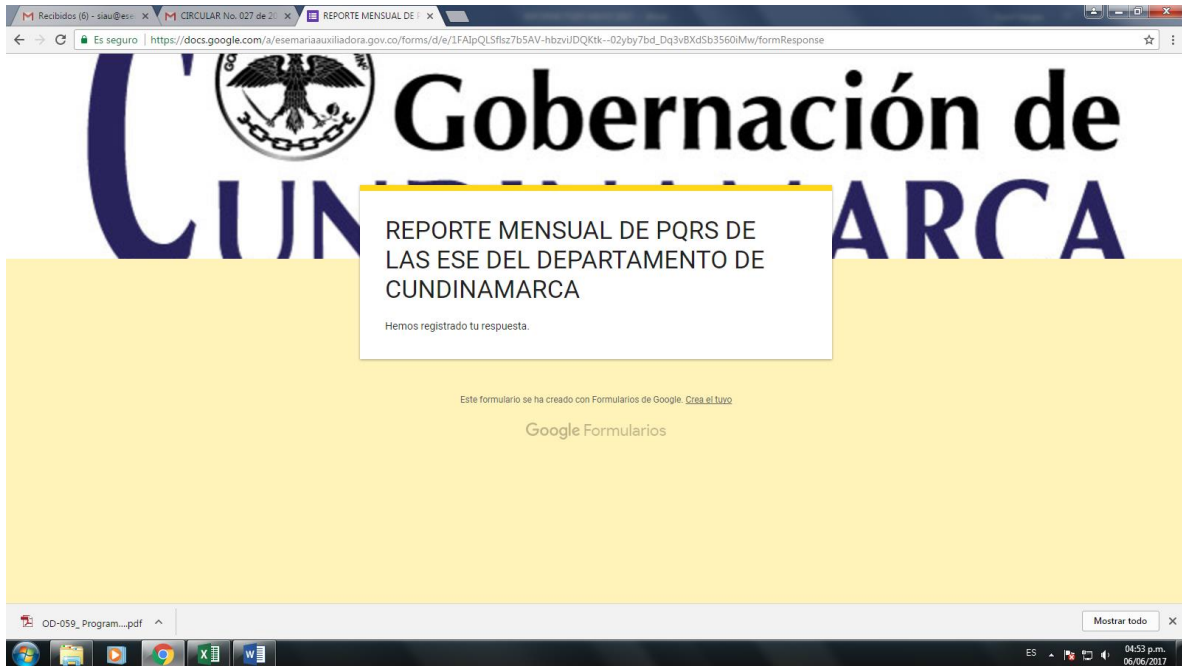 Recibidos (6) - siau@ese
CIRCULAR No. 027 de 20
REPORTE MENSUAL DE P
Es seguro | https://docs.google.com/a/esemariaauxiliadora.gov.co/forms/d/e/1FAIpQLSflsz7b5AV-hbzviJDQKtk--02yby7bd_Dq3vBXdSb3560iMw/formResponse
Gobernación de
CUNDINAMARCA
REPORTE MENSUAL DE PQRS DE
LAS ESE DEL DEPARTAMENTO DE
CUNDINAMARCA
Hemos registrado tu respuesta.
Este formulario se ha creado con Formularios de Google. Crea el tuyo
Google Formularios
OD-059_ Program....pdf
Mostrar todo
ES
04:53 p.m.
06/06/2017